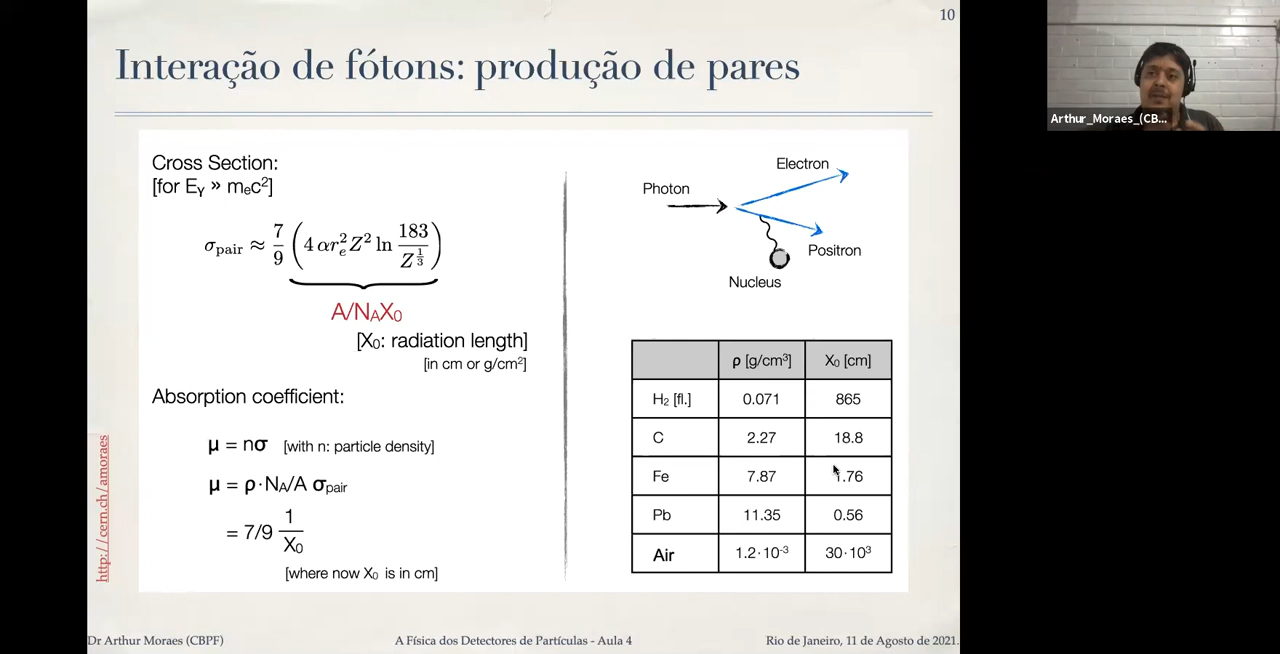 10
Interação de fótons: produção de pares
Cross Section:
[for Eγ » mec²]
σpair ≈ 7/9 (4 αre²Z² ln 183/Z^1/3)
A/NAX0
[X0: radiation length]
[in cm or g/cm²]
Absorption coefficient:
μ = nσ [with n: particle density]
μ = ρ·NA/A σpair
= 7/9 1/X0
[where now X0 is in cm]
Photon
Electron
Positron
Nucleus
ρ [g/cm³] X0 [cm]
H2 [fl.] 0.071 865
C 2.27 18.8
Fe 7.87 1.76
Pb 11.35 0.56
Air 1.2·10⁻³ 30·10³
http://cern.ch/amoraes
Dr Arthur Moraes (CBPF) A Física dos Detectores de Partículas - Aula 4 Rio de Janeiro, 11 de Agosto de 2021.
Arthur_Moraes_(CB...